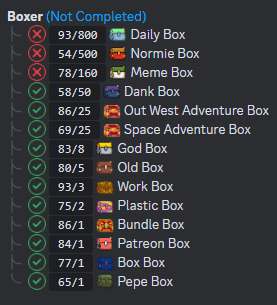 Boxer (Not Completed)
93/800 Daily Box
54/500 Normie Box
78/160 Meme Box
58/50 Dank Box
86/25 Out West Adventure Box
69/25 Space Adventure Box
83/8 God Box
80/5 Old Box
93/3 Work Box
75/2 Plastic Box
86/1 Bundle Box
84/1 Patreon Box
77/1 Box Box
65/1 Pepe Box